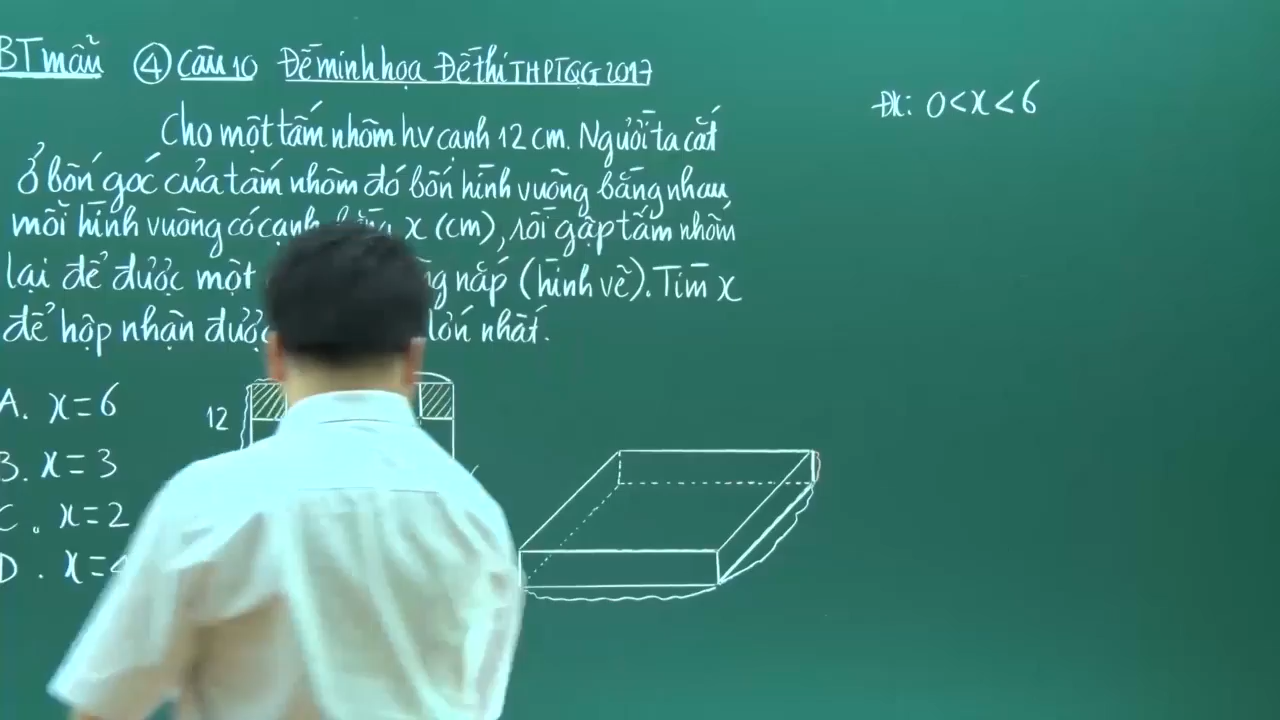 BT mẫu ④ Câu 10 Đề minh họa Đề thi THPTQG 2017
ĐK: 0<x<6
Cho một tấm nhôm hv cạnh 12 cm. Người ta cắt
ở bốn góc của tấm nhôm đó bốn hình vuông bằng nhau
mỗi hình vuông có cạnh x (cm), rồi gập tấm nhôm
lại để được một nắp (hình vẽ). Tìm x
để hộp nhận được lớn nhất.
A. x=6
12
B. x=3
C. x=2
D. x=4